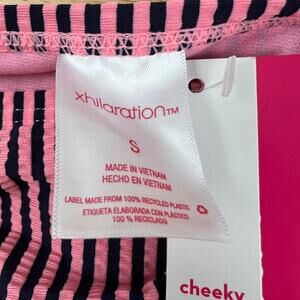 xhilaration™
S
MADE IN VIETNAM
HECHO EN VIETNAM
LABEL MADE FROM 100% RECYCLED PLASTIC
ETIQUETA ELABORADA CON PLÁSTICO
100 % RECICLADO
cheeky